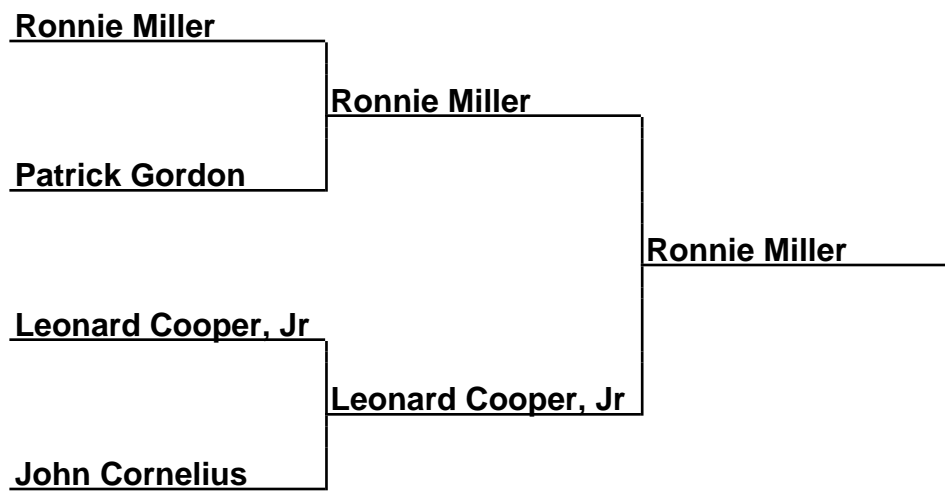 Ronnie Miller
Ronnie Miller
Patrick Gordon
Ronnie Miller
Leonard Cooper, Jr
Leonard Cooper, Jr
John Cornelius